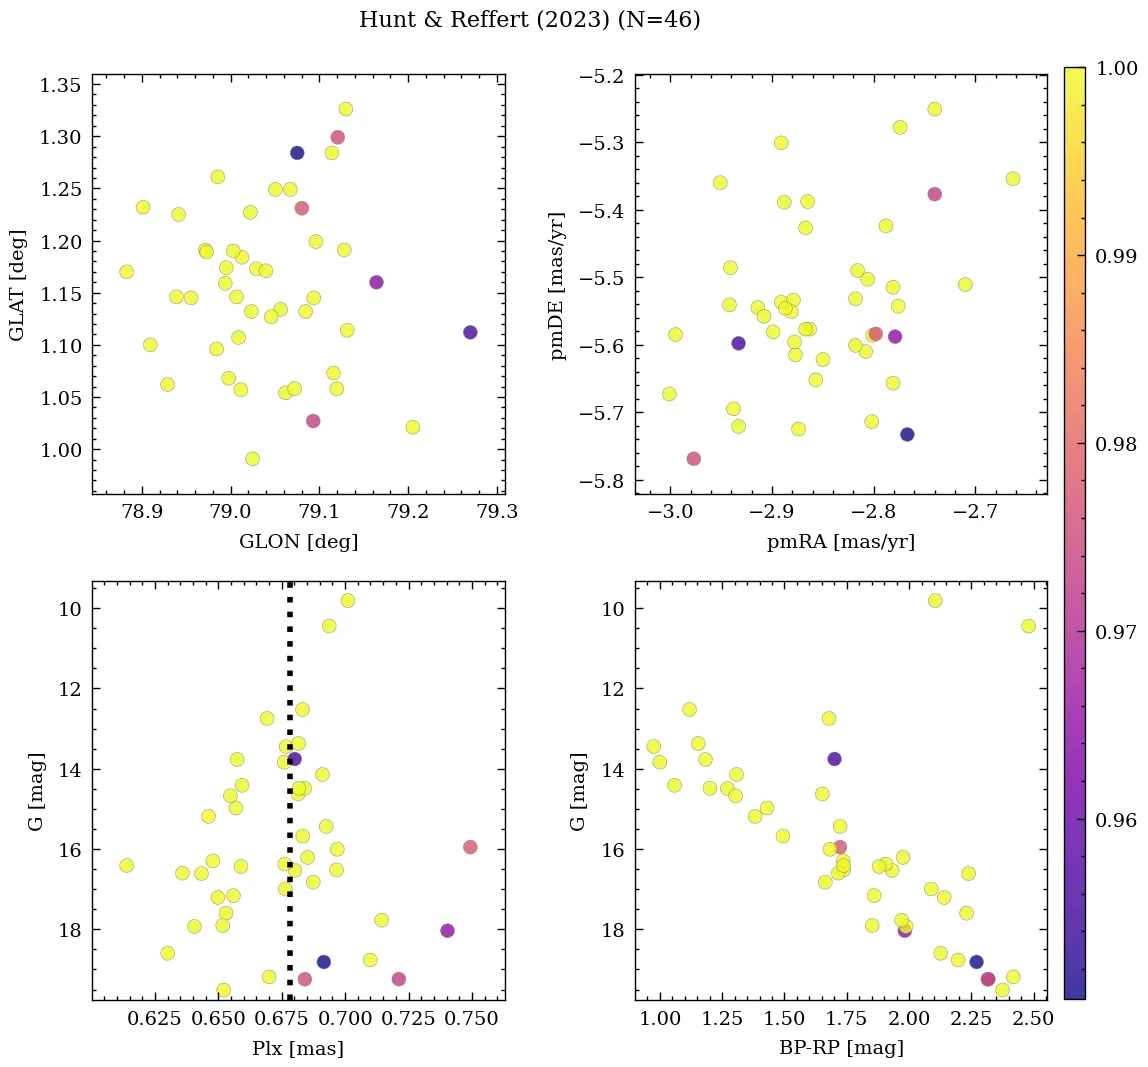 Hunt & Reffert (2023) (N=46)
1.35
1.30
1.25
1.20
1.15
1.10
1.05
1.00
GLAT [deg]
78.9 79.0 79.1 79.2 79.3
GLON [deg]
−5.2
−5.3
−5.4
−5.5
−5.6
−5.7
−5.8
pmDE [mas/yr]
−3.0 −2.9 −2.8 −2.7
pmRA [mas/yr]
10
12
14
16
18
G [mag]
0.625 0.650 0.675 0.700 0.725 0.750
Plx [mas]
10
12
14
16
18
G [mag]
1.00 1.25 1.50 1.75 2.00 2.25 2.50
BP-RP [mag]
1.00
0.99
0.98
0.97
0.96